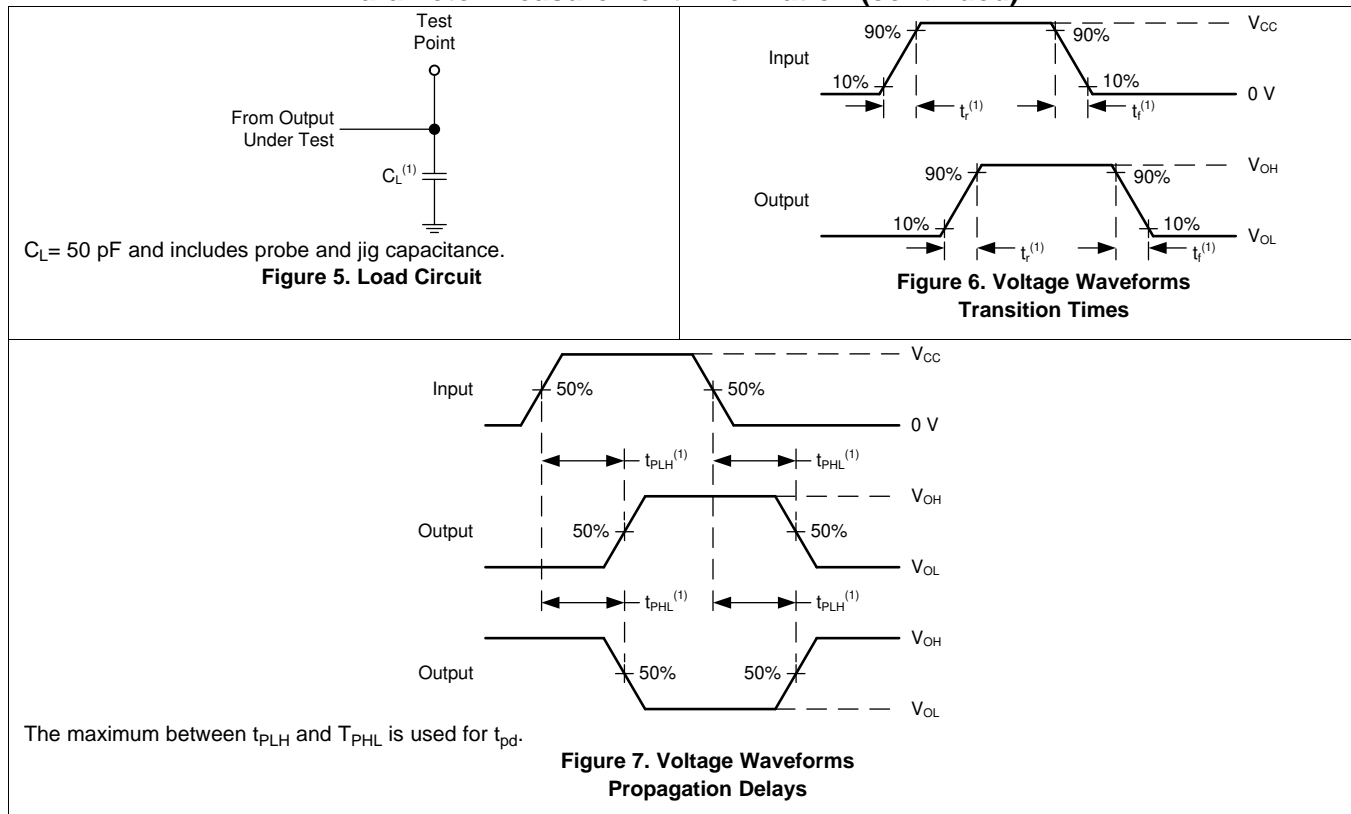 Parameter Measurement Information (continued)
Test
Point
From Output
Under Test
CL(1)
CL= 50 pF and includes probe and jig capacitance.
Figure 5. Load Circuit
VCC
90%
90%
Input
10%
10%
0 V
tr(1)
tf(1)
VOH
90%
90%
Output
10%
10%
VOL
tr(1)
tf(1)
Figure 6. Voltage Waveforms
Transition Times
VCC
Input
50%
50%
0 V
tPLH(1)
tPHL(1)
VOH
Output
50%
50%
VOL
tPHL(1)
tPLH(1)
VOH
Output
50%
50%
VOL
The maximum between tPLH and TPHL is used for tpd.
Figure 7. Voltage Waveforms
Propagation Delays